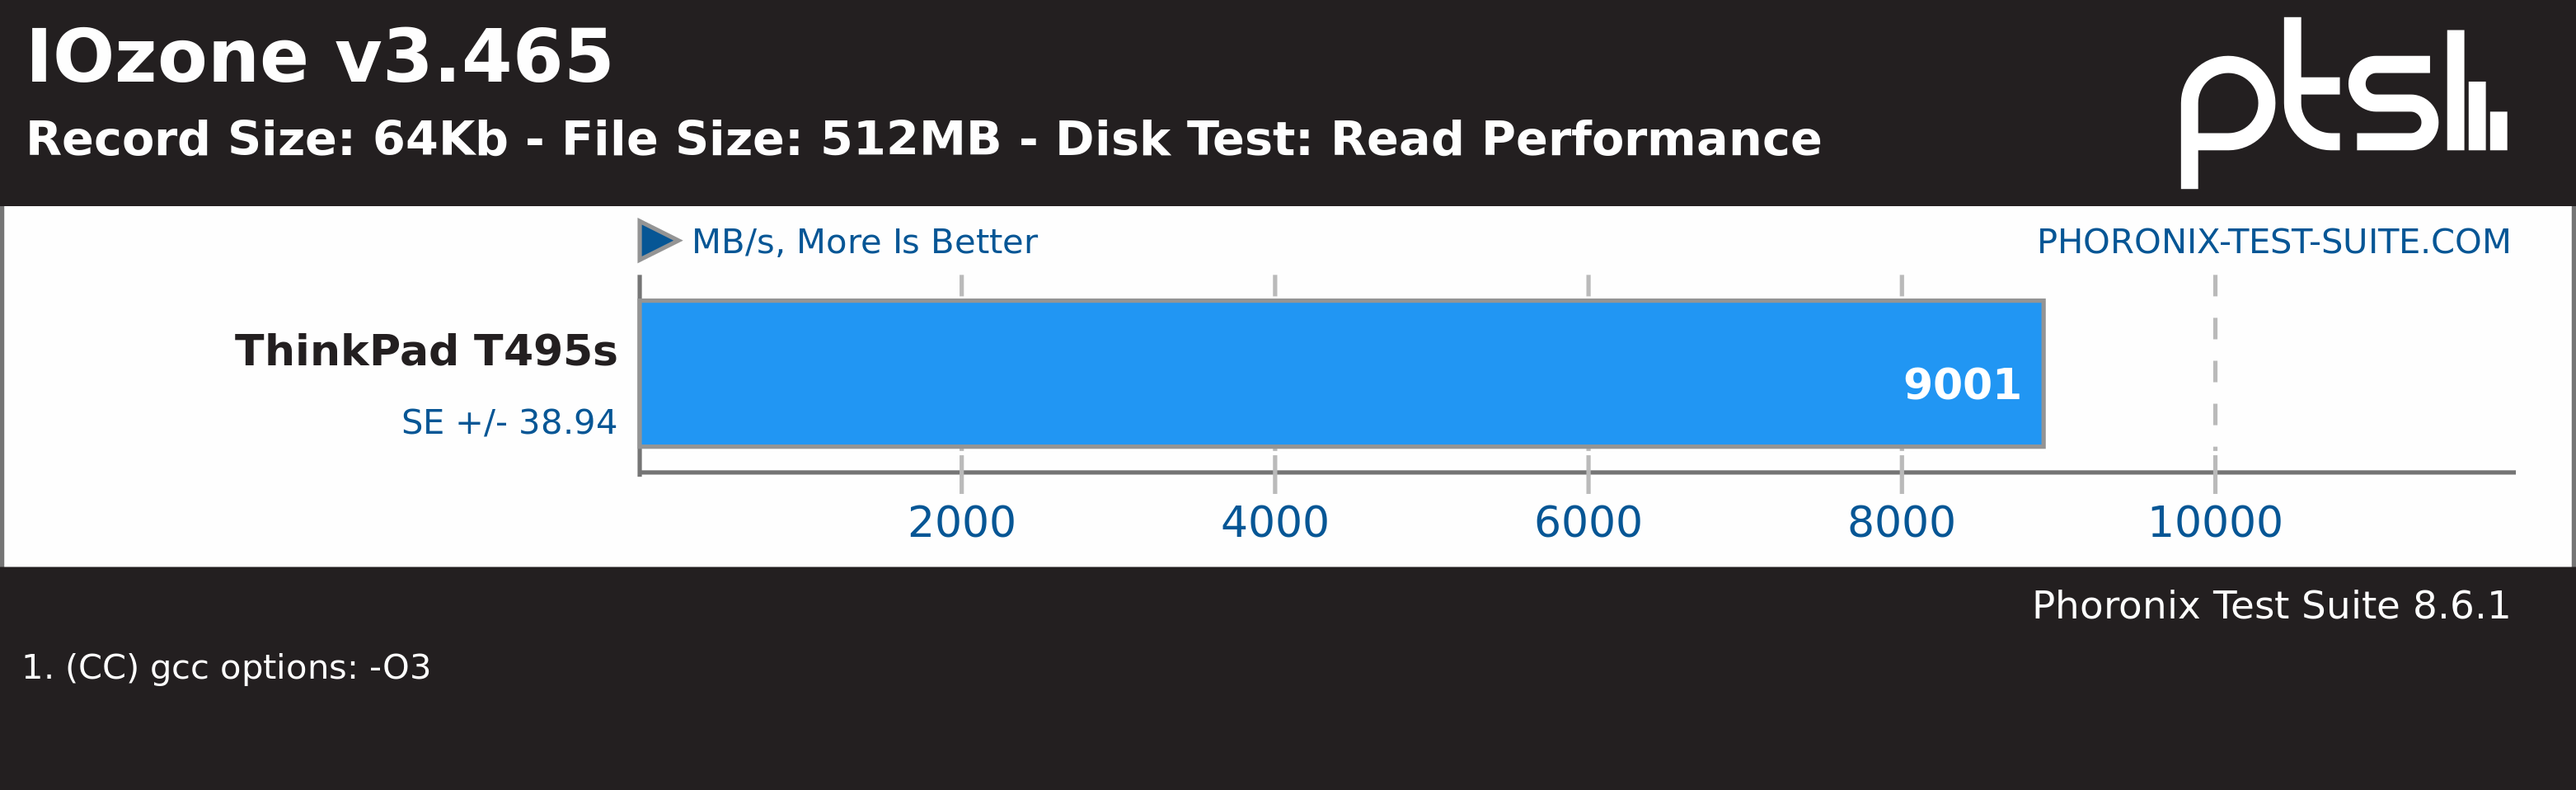 IOzone v3.465
Record Size: 64Kb - File Size: 512MB - Disk Test: Read Performance
ptsl
MB/s, More Is Better
PHORONIX-TEST-SUITE.COM
ThinkPad T495s
SE +/- 38.94
9001
2000 4000 6000 8000 10000
Phoronix Test Suite 8.6.1
1. (CC) gcc options: -O3